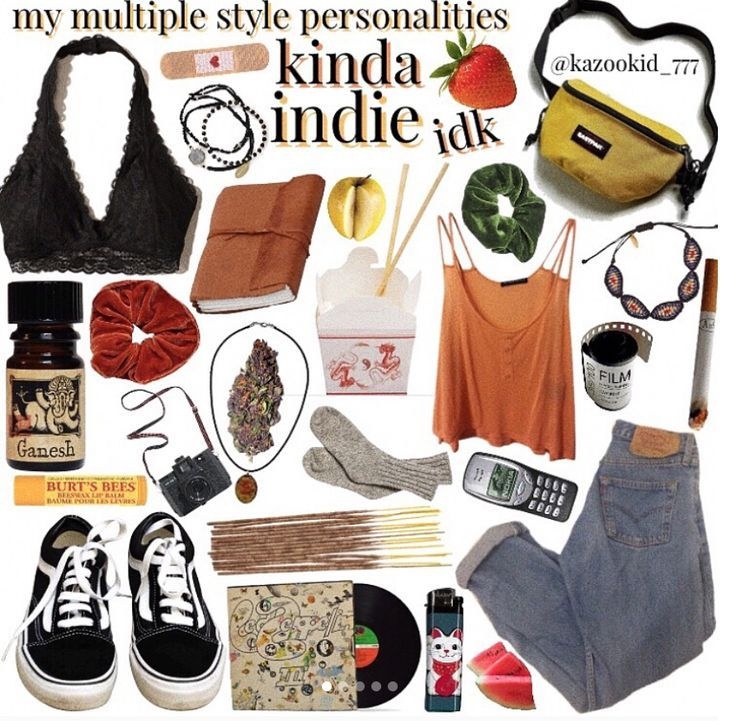 my multiple style personalities
kinda
indie
idk
@kazookid_777
EASTPAK
Ganesh
FILM
BURT'S BEES
BEESWAX LIP BALM
BAUME POUR LES LÈVRES
Led Zeppelin
III